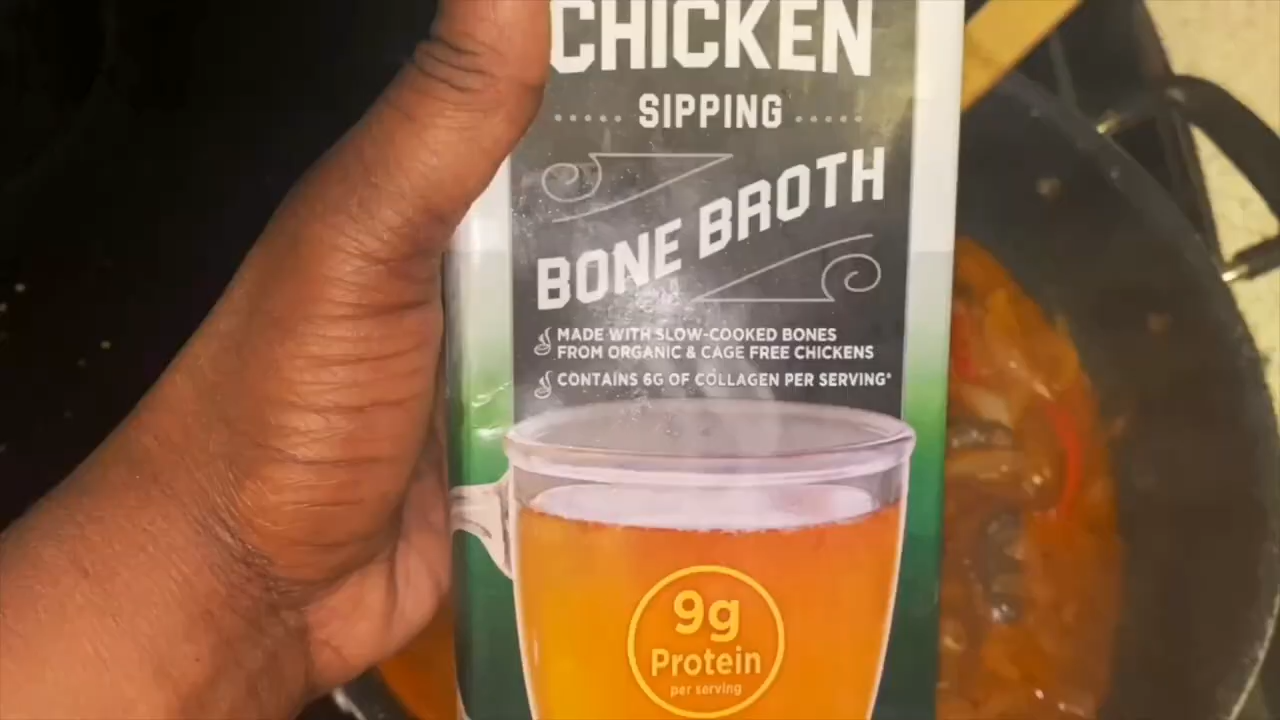 CHICKEN
SIPPING
BONE BROTH
MADE WITH SLOW-COOKED BONES
FROM ORGANIC & CAGE FREE CHICKENS
CONTAINS 6G OF COLLAGEN PER SERVING*
9g
Protein
per serving